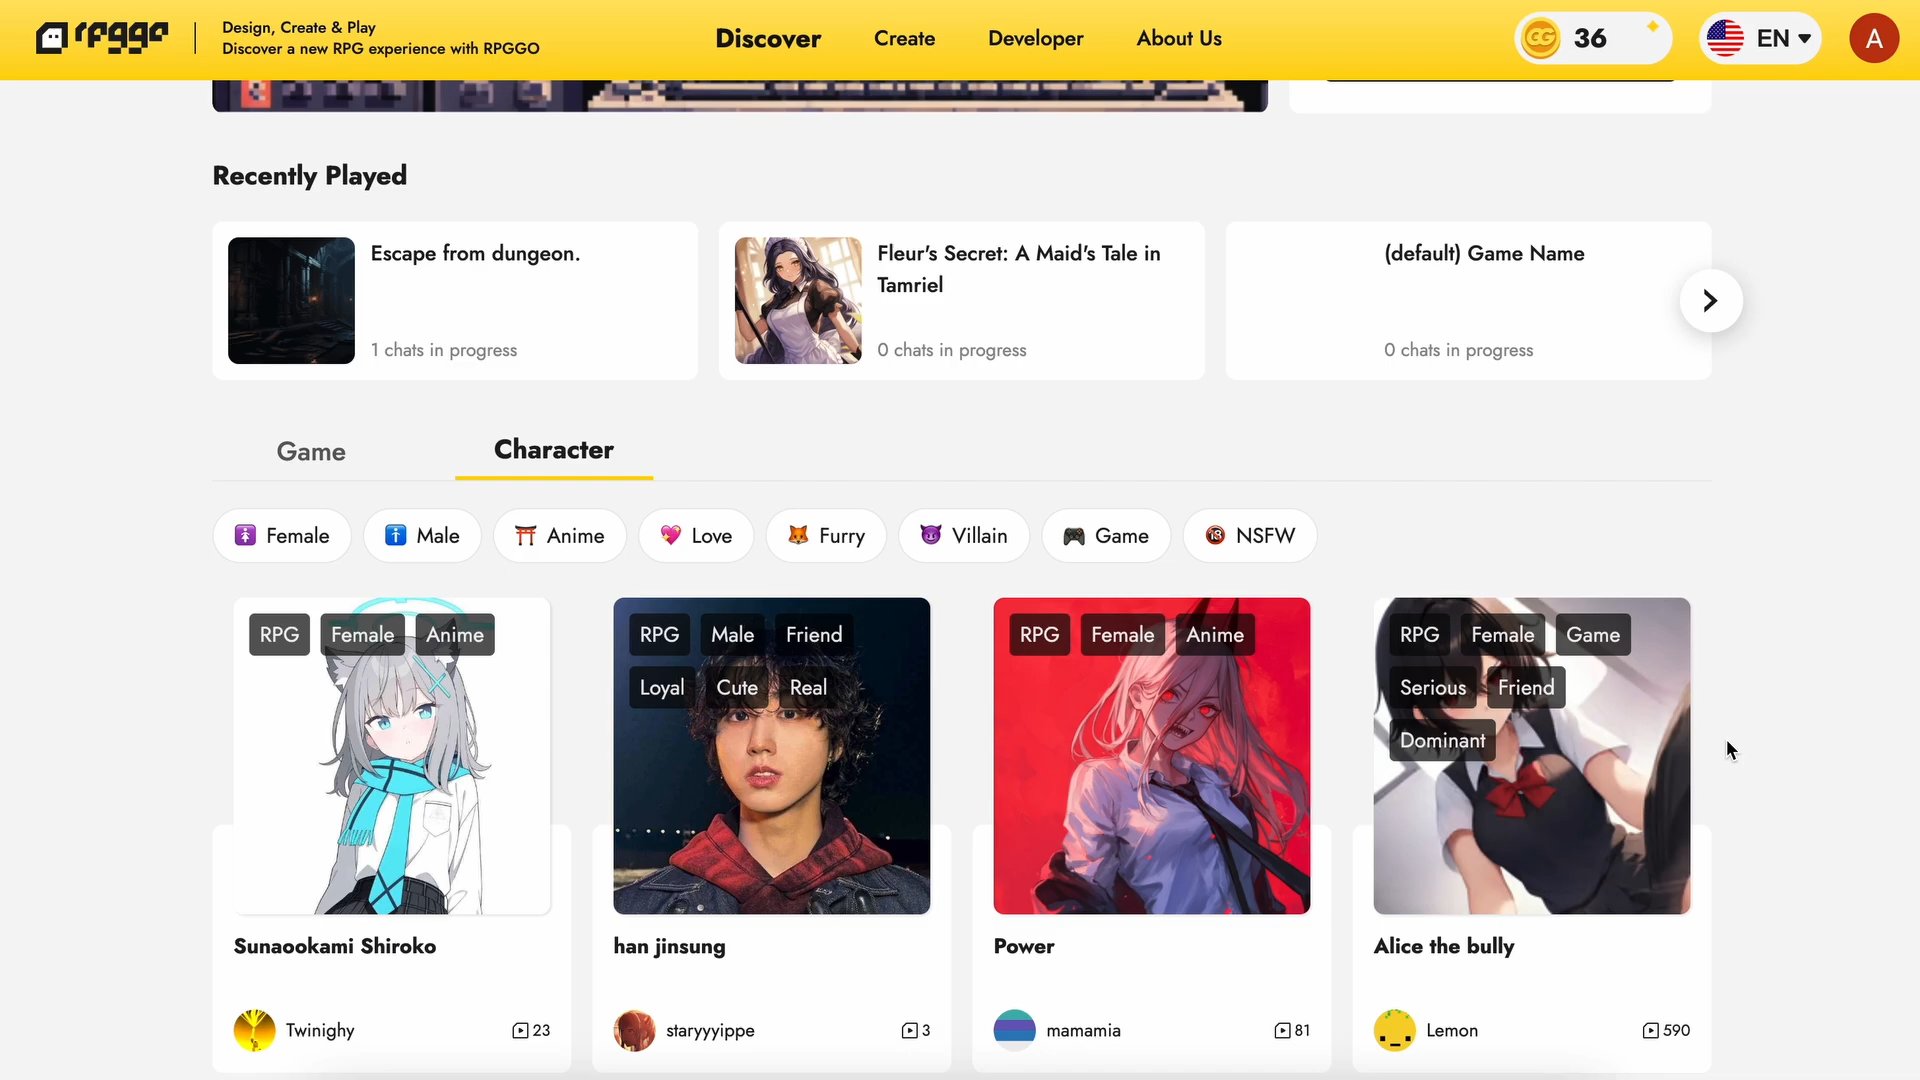 rpggo
Design, Create & Play
Discover a new RPG experience with RPGGO
Discover
Create
Developer
About Us
GG
36
EN
A
Recently Played
Escape from dungeon.
1 chats in progress
Fleur's Secret: A Maid's Tale in
Tamriel
0 chats in progress
(default) Game Name
0 chats in progress
Game
Character
Female
Male
Anime
Love
Furry
Villain
Game
NSFW
RPG Female Anime
Sunaookami Shiroko
Twinighy
23
RPG Male Friend
Loyal Cute Real
han jinsung
staryyyippe
3
RPG Female Anime
Power
mamamia
81
RPG Female Game
Serious Friend
Dominant
Alice the bully
Lemon
590